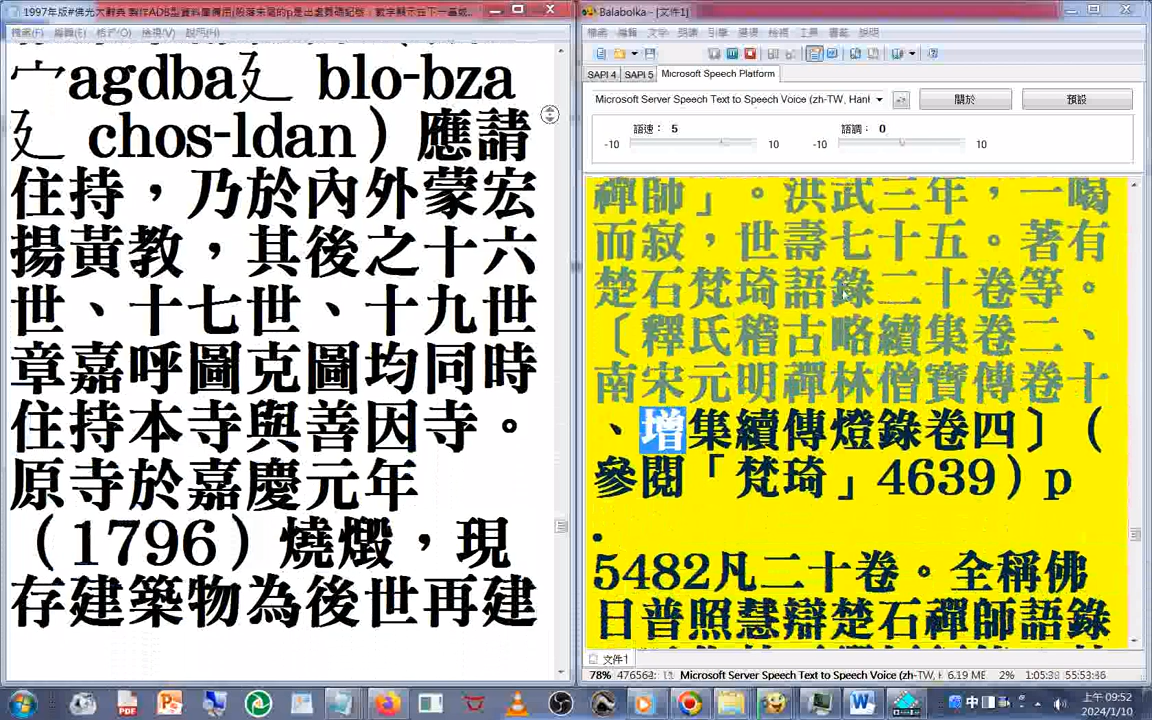 1997年版#佛光大辭典
宀agdba廴 blo-bza
廴 chos-ldan）應請
住持，乃於內外蒙宏
揚黃教，其後之十六
世、十七世、十九世
章嘉呼圖克圖均同時
住持本寺與善因寺。
原寺於嘉慶元年
（1796）燒燬，現
存建築物為後世再建
Balabolka - [文件1]
SAPI 4 SAPI 5 Microsoft Speech Platform
Microsoft Server Speech Text to Speech Voice (zh-TW, Hanl
關於 預設
語速： 5 語調： 0
-10 10 -10 10
禪師」。洪武三年，一喝
而寂，世壽七十五。著有
楚石梵琦語錄二十卷等。
〔釋氏稽古略續集卷二、
南宋元明禪林僧寶傳卷十
、增集續傳燈錄卷四〕（
參閱「梵琦」4639）p
.
5482凡二十卷。全稱佛
日普照慧辯楚石禪師語錄
文件1
78% Microsoft Server Speech Text to Speech Voice (zh-TW, H 6.19 MB 2%
上午 09:52
2024/1/10